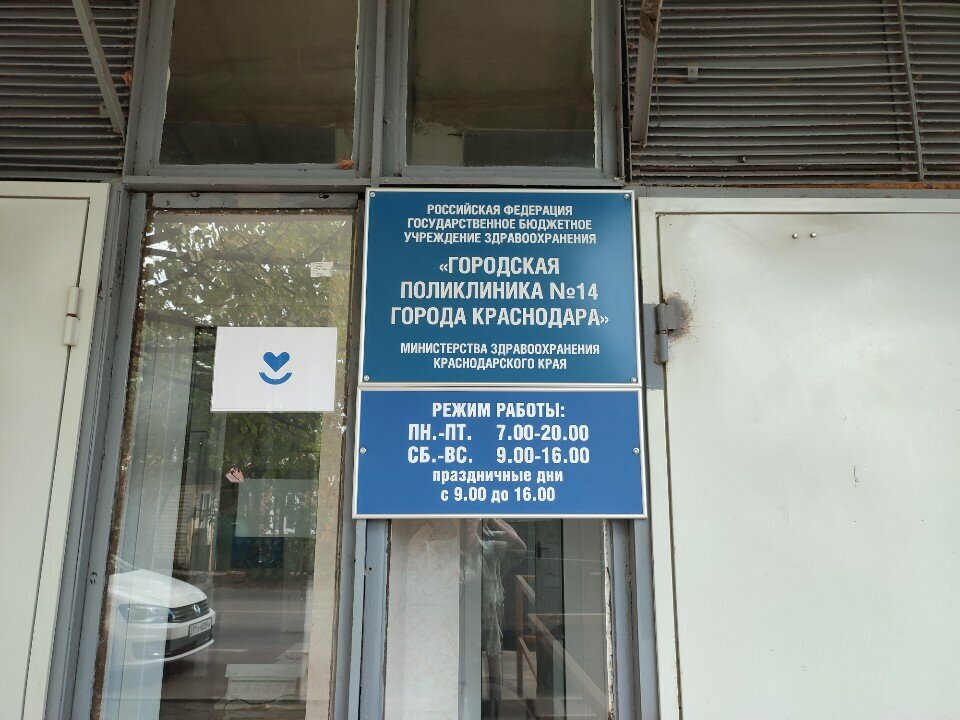 РОССИЙСКАЯ ФЕДЕРАЦИЯ
ГОСУДАРСТВЕННОЕ БЮДЖЕТНОЕ
УЧРЕЖДЕНИЕ ЗДРАВООХРАНЕНИЯ
«ГОРОДСКАЯ
ПОЛИКЛИНИКА №14
ГОРОДА КРАСНОДАРА»
МИНИСТЕРСТВА ЗДРАВООХРАНЕНИЯ
КРАСНОДАРСКОГО КРАЯ
РЕЖИМ РАБОТЫ:
ПН.-ПТ. 7.00-20.00
СБ.-ВС. 9.00-16.00
праздничные дни
с 9.00 до 16.00